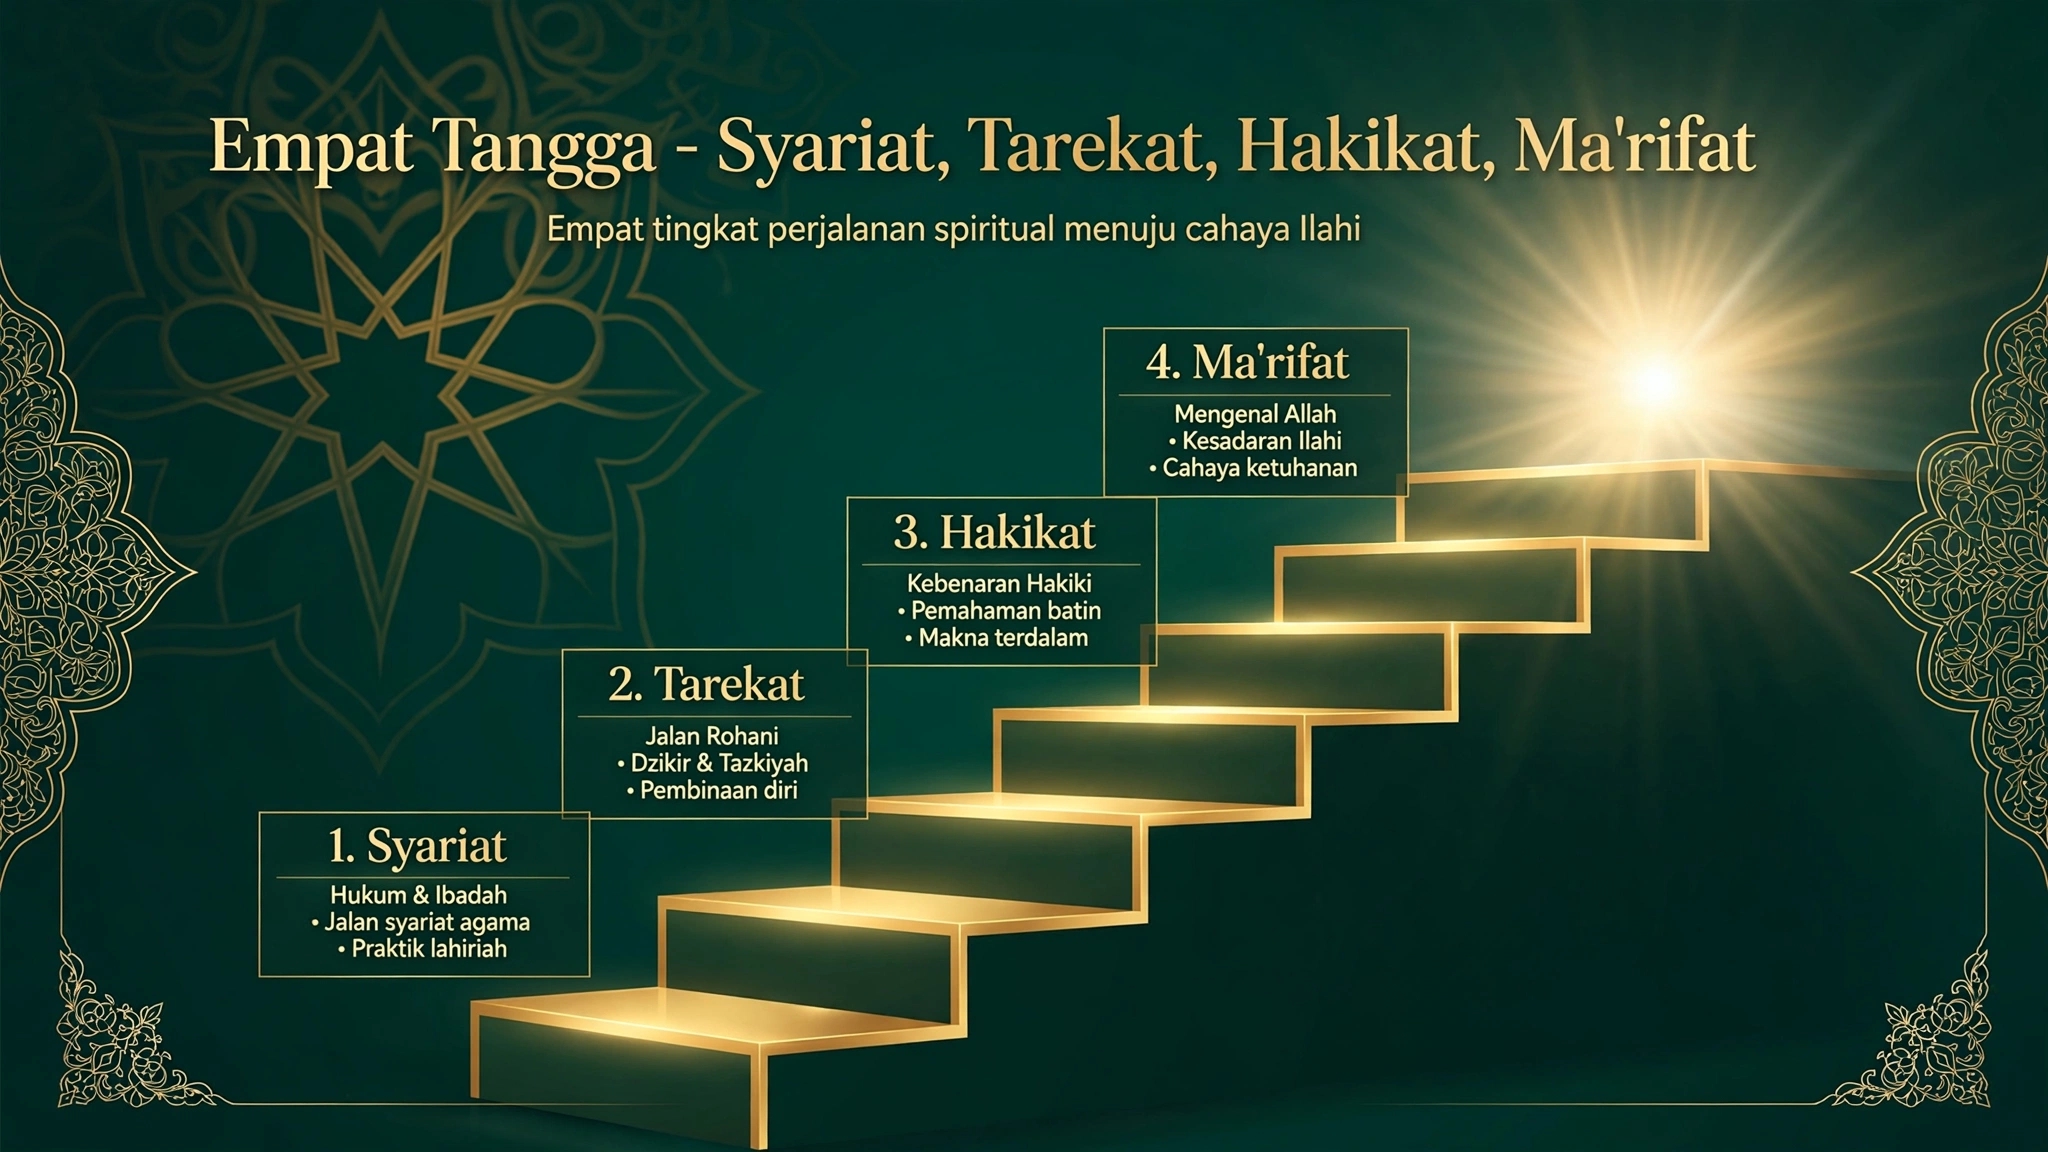 Empat Tangga - Syariat, Tarekat, Hakikat, Ma'rifat
Empat tingkat perjalanan spiritual menuju cahaya Ilahi
1. Syariat
Hukum & Ibadah
• Jalan syariat agama
• Praktik lahiriah
2. Tarekat
Jalan Rohani
• Dzikir & Tazkiyah
• Pembinaan diri
3. Hakikat
Kebenaran Hakiki
• Pemahaman batin
• Makna terdalam
4. Ma'rifat
Mengenal Allah
• Kesadaran Ilahi
• Cahaya ketuhanan